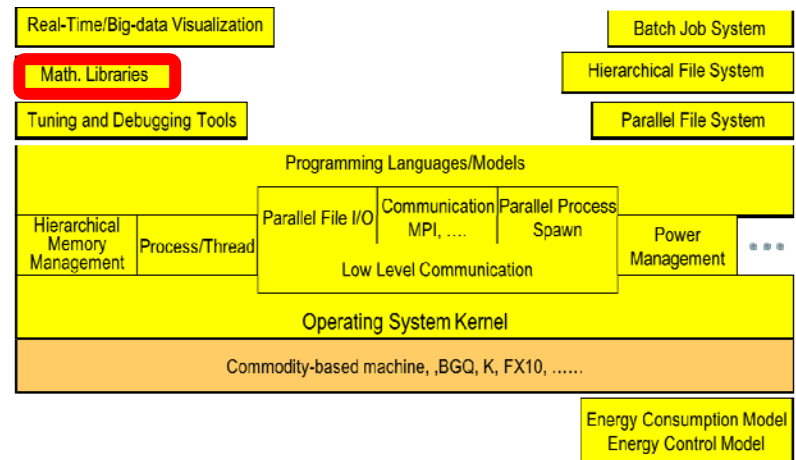 Real-Time/Big-data Visualization
Batch Job System
Math. Libraries
Hierarchical File System
Tuning and Debugging Tools
Parallel File System
Programming Languages/Models
Hierarchical
Memory
Management
Process/Thread
Parallel File I/O
Communication
MPI, ....
Parallel Process
Spawn
Low Level Communication
Power
Management
Operating System Kernel
Commodity-based machine, ,BGQ, K, FX10, ......
Energy Consumption Model
Energy Control Model